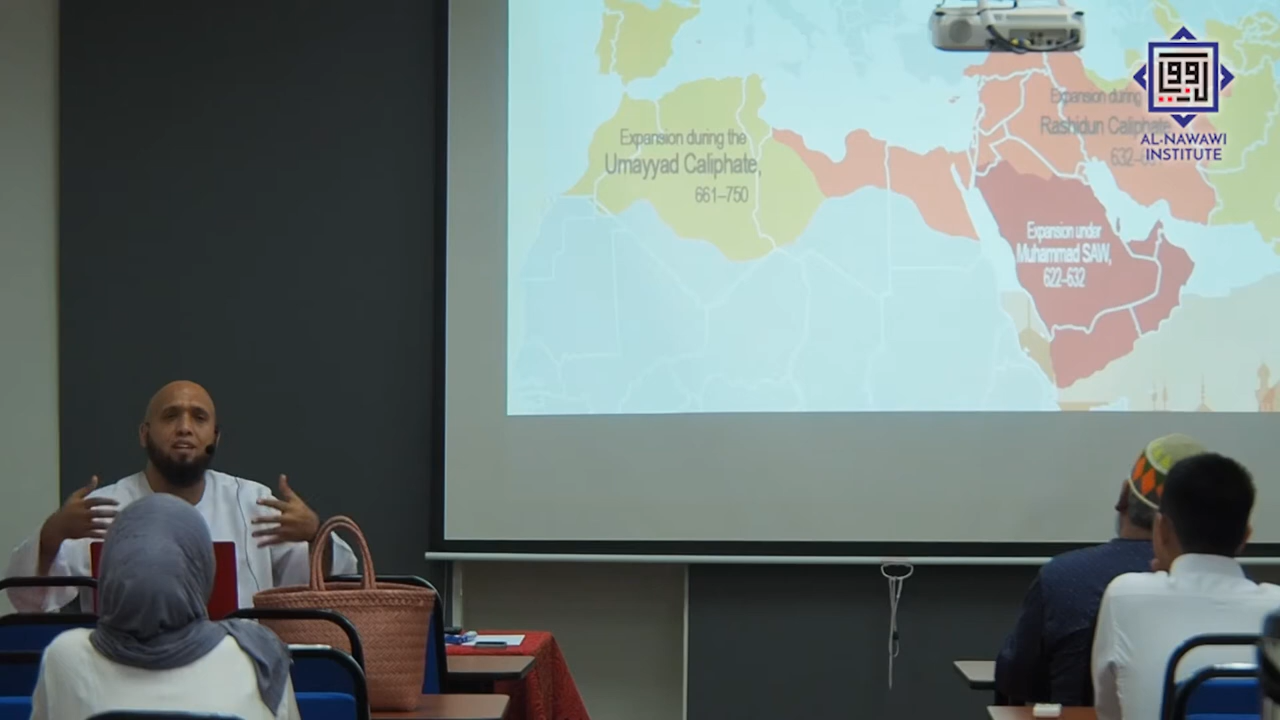 Expansion during the
Umayyad Caliphate,
661–750
Expansion during
Rashidun Caliphate
632–
Expansion under
Muhammad SAW,
622–632
AL-NAWAWI
INSTITUTE